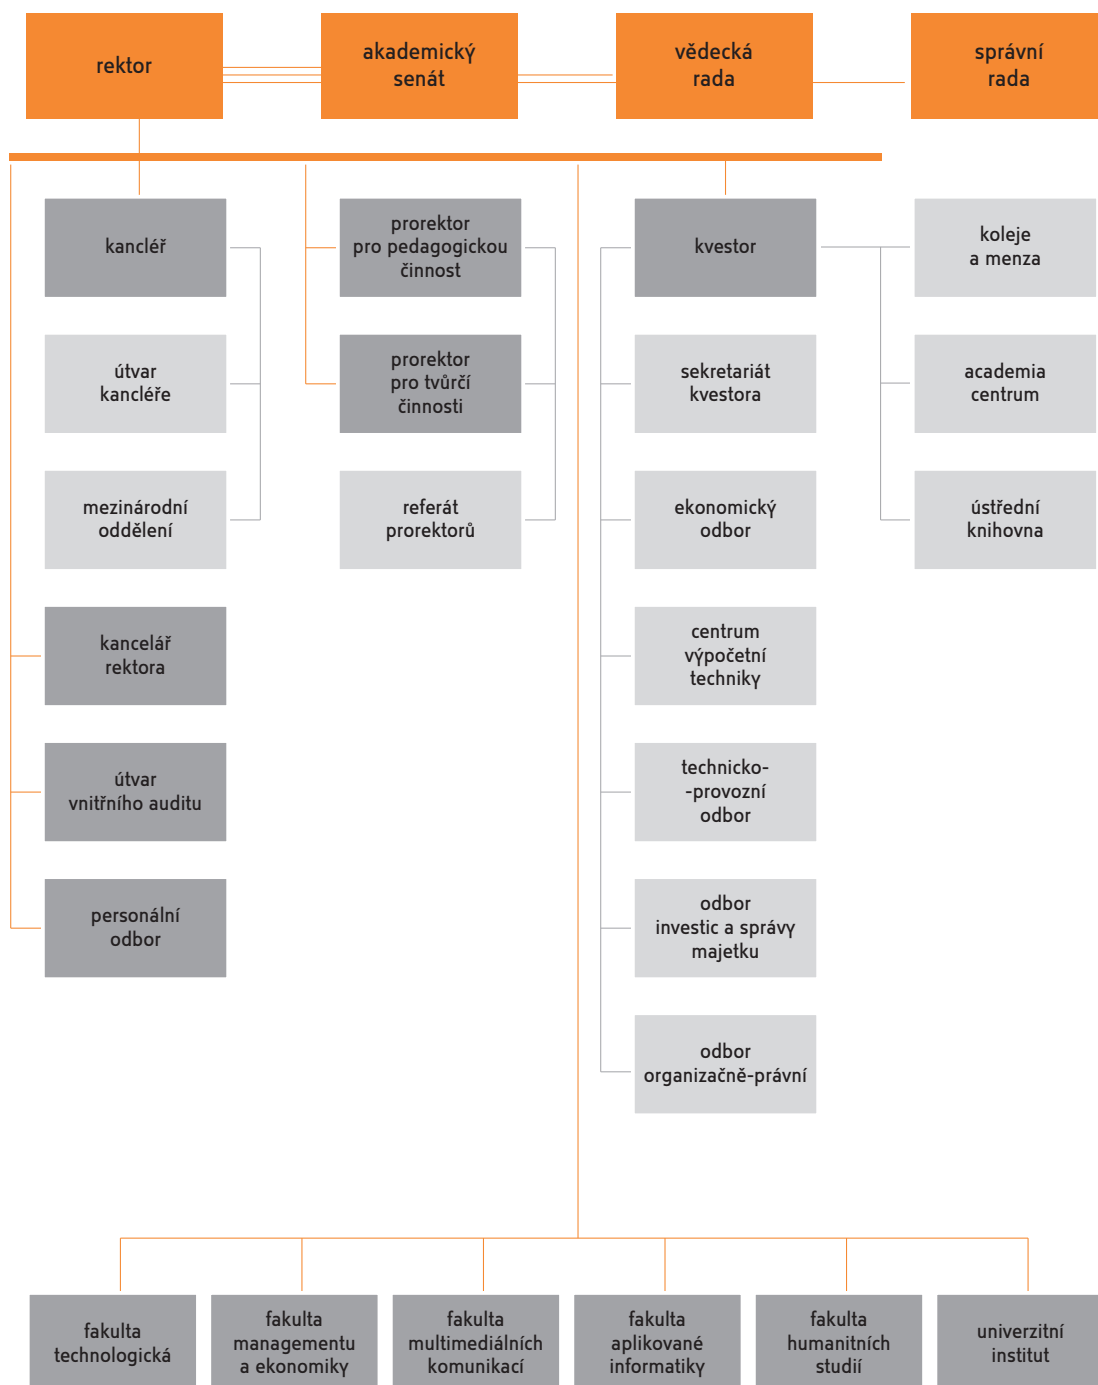 rektor
akademický
senát
vědecká
rada
správní
rada
kancléř
prorektor
pro pedagogickou
činnost
kvestor
koleje
a menza
útvar
kancléře
prorektor
pro tvůrčí
činnosti
sekretariát
kvestora
academia
centrum
mezinárodní
oddělení
referát
prorektorů
ekonomický
odbor
ústřední
knihovna
kancelář
rektora
centrum
výpočetní
techniky
útvar
vnitřního auditu
technicko-
-provozní
odbor
personální
odbor
odbor
investic a správy
majetku
odbor
organizačně-právní
fakulta
technologická
fakulta
managementu
a ekonomiky
fakulta
multimediálních
komunikací
fakulta
aplikované
informatiky
fakulta
humanitních
studií
univerzitní
institut